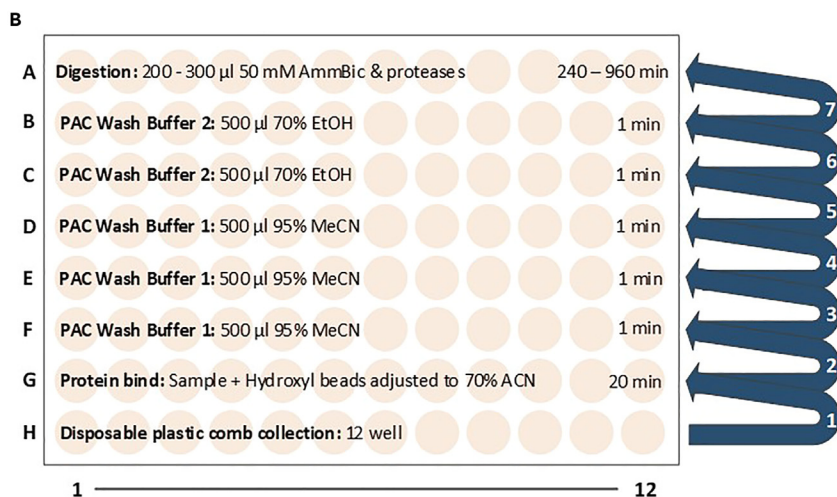 B
A Digestion: 200 - 300 µl 50 mM AmmBic & proteases 240 – 960 min
7
B PAC Wash Buffer 2: 500 µl 70% EtOH 1 min
6
C PAC Wash Buffer 2: 500 µl 70% EtOH 1 min
5
D PAC Wash Buffer 1: 500 µl 95% MeCN 1 min
4
E PAC Wash Buffer 1: 500 µl 95% MeCN 1 min
3
F PAC Wash Buffer 1: 500 µl 95% MeCN 1 min
2
G Protein bind: Sample + Hydroxyl beads adjusted to 70% ACN 20 min
1
H Disposable plastic comb collection: 12 well
1 12